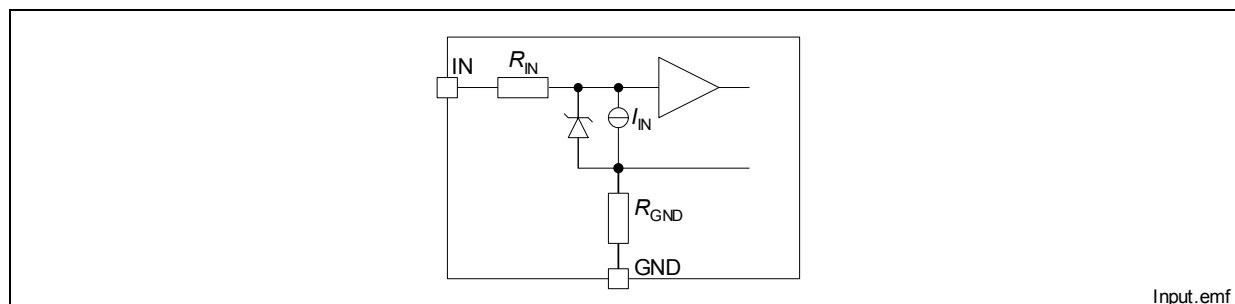 IN
R_IN
I_IN
R_GND
GND
Input.emf